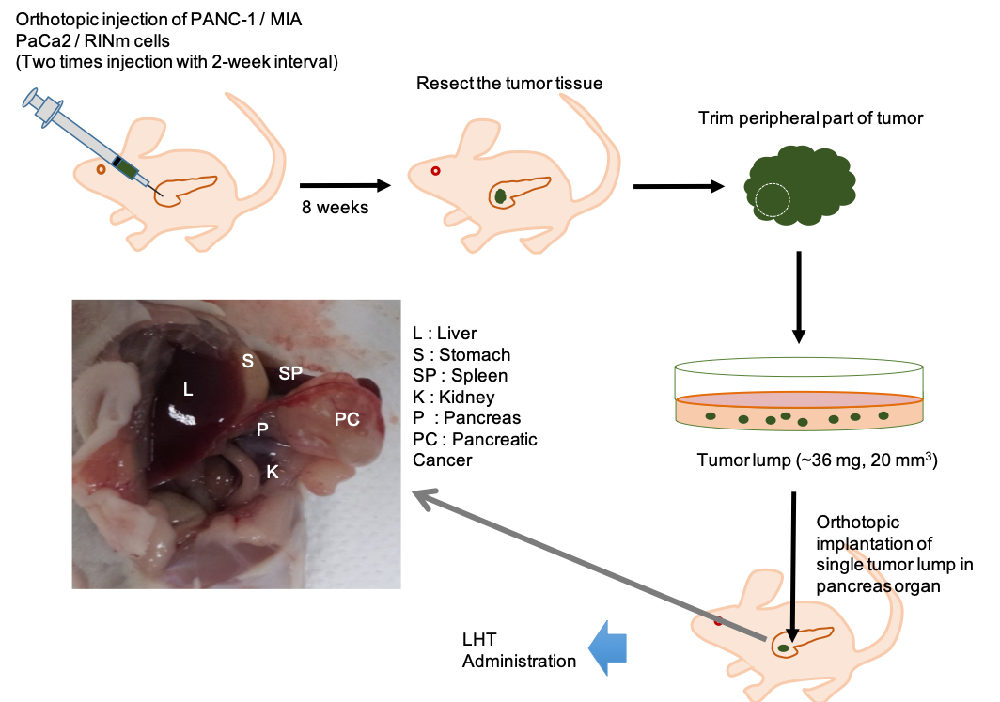 Orthotopic injection of PANC-1 / MIA
PaCa2 / RINm cells
(Two times injection with 2-week interval)
Resect the tumor tissue
Trim peripheral part of tumor
8 weeks
L : Liver
S : Stomach
SP : Spleen
K : Kidney
P : Pancreas
PC : Pancreatic
Cancer
S
SP
L
PC
P
K
Tumor lump (~36 mg, 20 mm³)
Orthotopic
implantation of
single tumor lump in
pancreas organ
LHT
Administration